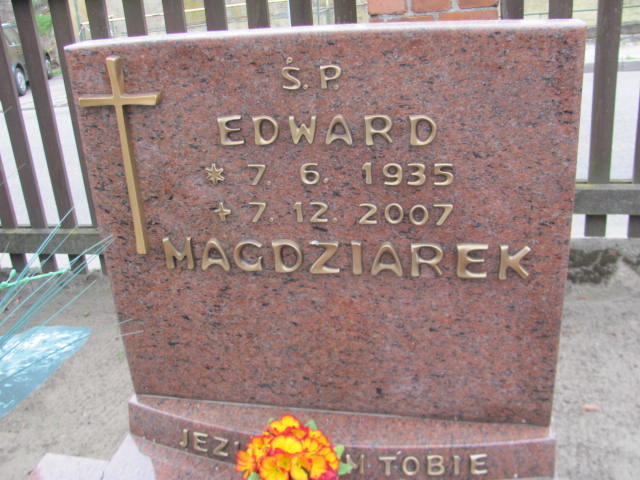 Ś.P.
EDWARD
* 7. 6. 1935
+ 7. 12. 2007
MAGDZIAREK
TOBIE